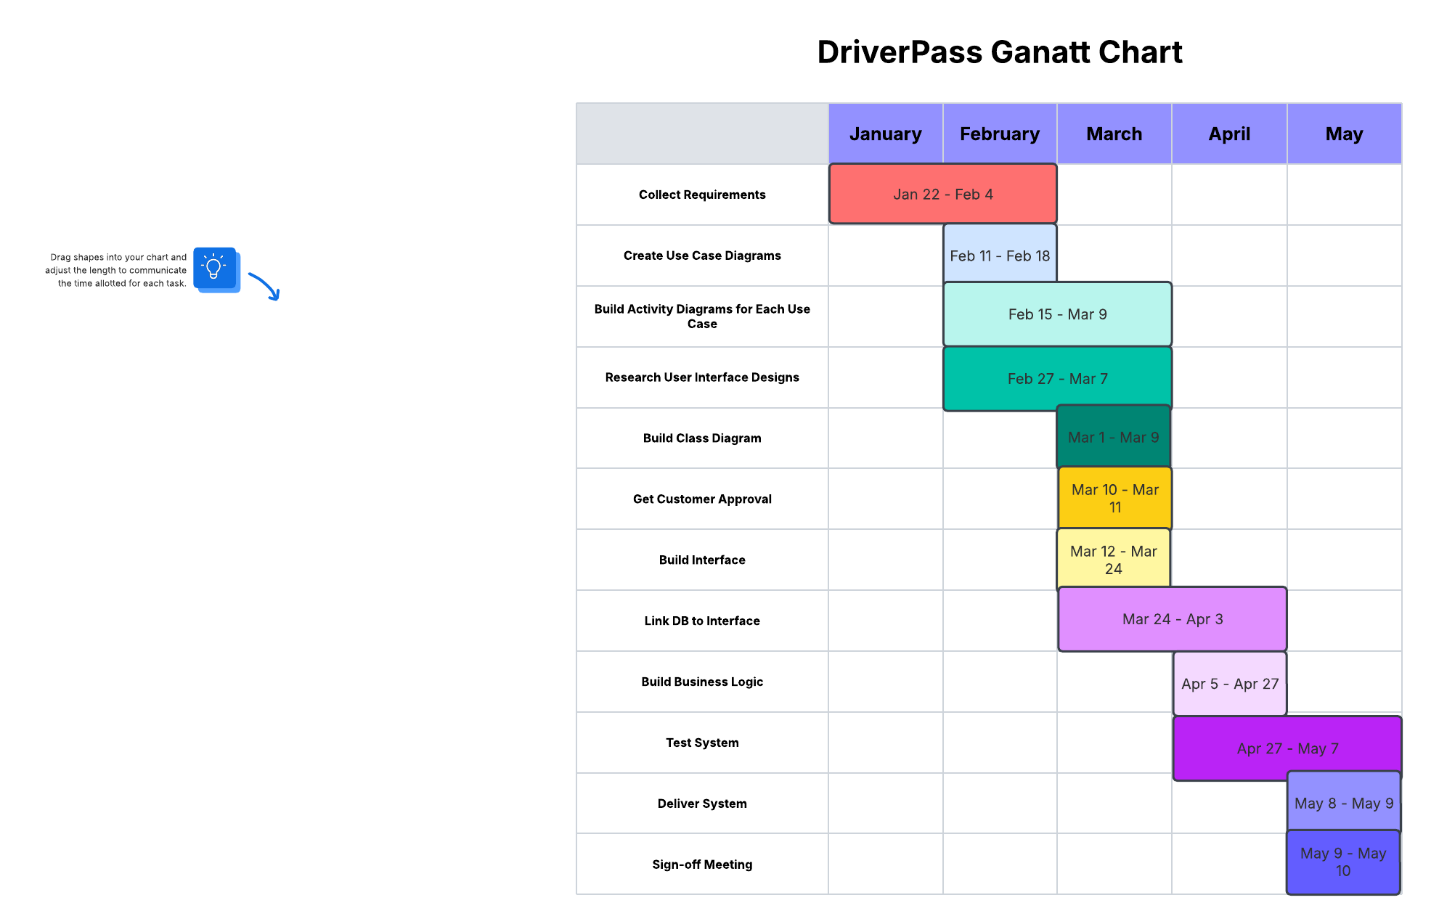 DriverPass Ganatt Chart
January
February
March
April
May
Collect Requirements
Jan 22 - Feb 4
Create Use Case Diagrams
Feb 11 - Feb 18
Drag shapes into your chart and
adjust the length to communicate
the time allotted for each task.
Build Activity Diagrams for Each Use
Case
Feb 15 - Mar 9
Research User Interface Designs
Feb 27 - Mar 7
Build Class Diagram
Mar 1 - Mar 9
Get Customer Approval
Mar 10 - Mar
11
Build Interface
Mar 12 - Mar
24
Link DB to Interface
Mar 24 - Apr 3
Build Business Logic
Apr 5 - Apr 27
Test System
Apr 27 - May 7
Deliver System
May 8 - May 9
Sign-off Meeting
May 9 - May
10